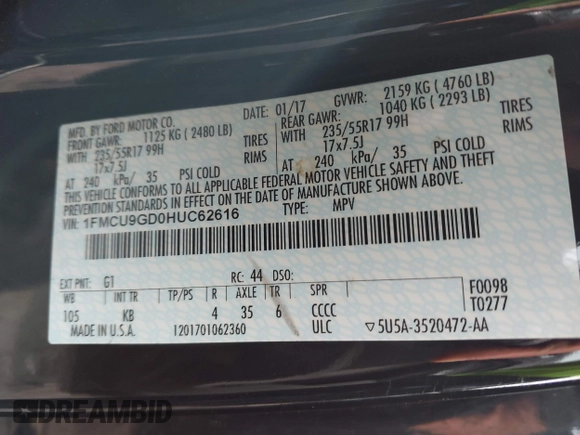 MFD. BY FORD MOTOR CO.
DATE: 01/17 GVWR: 2159 KG (4760 LB)
FRONT GAWR: 1125 KG (2480 LB)
REAR GAWR: 1040 KG (2293 LB)
WITH 235/55R17 99H TIRES
WITH 235/55R17 99H TIRES
17x7.5J RIMS
17x7.5J RIMS
AT 240 kPa/ 35 PSI COLD
AT 240 kPa/ 35 PSI COLD
THIS VEHICLE CONFORMS TO ALL APPLICABLE FEDERAL MOTOR VEHICLE SAFETY AND THEFT
PREVENTION STANDARDS IN EFFECT ON THE DATE OF MANUFACTURE SHOWN ABOVE.
VIN: 1FMCU9GD0HUC62616 TYPE: MPV
EXT PNT: G1 RC: 44 DSO: F0098
WB INT TR TP/PS R AXLE TR SPR T0277
105 KB 4 35 6 CCCC
MADE IN U.S.A. 1201701062360 ULC ▽5U5A-3520472-AA
DREAMBID